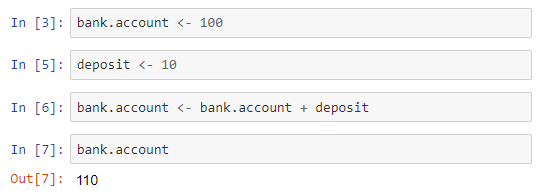 In [3]: bank.account <- 100
In [5]: deposit <- 10
In [6]: bank.account <- bank.account + deposit
In [7]: bank.account
Out[7]: 110